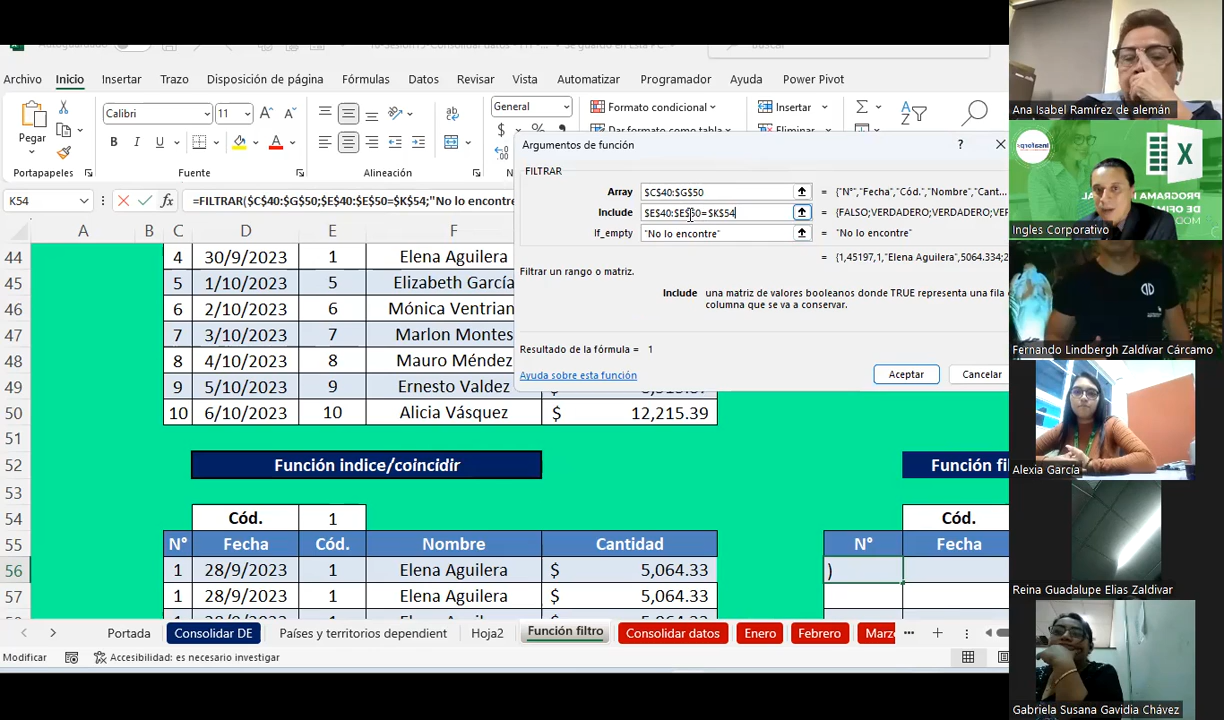 Archivo Inicio Insertar Trazo Disposición de página Fórmulas Datos Revisar Vista Automatizar Programador Ayuda Power Pivot
Pegar
Calibri 11
N K S
General
Formato condicional
Insertar
Portapapeles Fuente
K54 fx =FILTRAR($C$40:$G$50;$E$40:$E$50=$K$54;"No lo encontre
Argumentos de función ? ×
FILTRAR
Array $C$40:$G$50 = {"N°","Fecha","Cód.","Nombre","Cant...
Include $E$40:$E$50=$K$54 = {FALSO;VERDADERO;VERDADERO;VER
If_empty "No lo encontre" = "No lo encontre"
= {1,45197,1,"Elena Aguilera",5064.334;2
Filtrar un rango o matriz.
Include una matriz de valores booleanos donde TRUE representa una fila o
columna que se va a conservar.
Resultado de la fórmula = 1
Ayuda sobre esta función Aceptar Cancelar
A B C D E F
44 4 30/9/2023 1 Elena Aguilera
45 5 1/10/2023 5 Elizabeth García
46 6 2/10/2023 6 Mónica Ventrian
47 7 3/10/2023 7 Marlon Montes
48 8 4/10/2023 8 Mauro Méndez
49 9 5/10/2023 9 Ernesto Valdez
50 10 6/10/2023 10 Alicia Vásquez $ 12,215.39
51
52 Función indice/coincidir Función fi
53
54 Cód. 1 Cód.
55 N° Fecha Cód. Nombre Cantidad N° Fecha
56 1 28/9/2023 1 Elena Aguilera $ 5,064.33 )
57 1 28/9/2023 1 Elena Aguilera $ 5,064.33
Portada Consolidar DE Países y territorios dependient Hoja2 Función filtro Consolidar datos Enero Febrero Marzo
Modificar Accesibilidad: es necesario investigar
Ana Isabel Ramírez de alemán
Insaforp
X
Ingles Corporativo
Fernando Lindbergh Zaldívar Cárcamo
Alexia García
Reina Guadalupe Elias Zaldivar
Gabriela Susana Gavidia Chávez